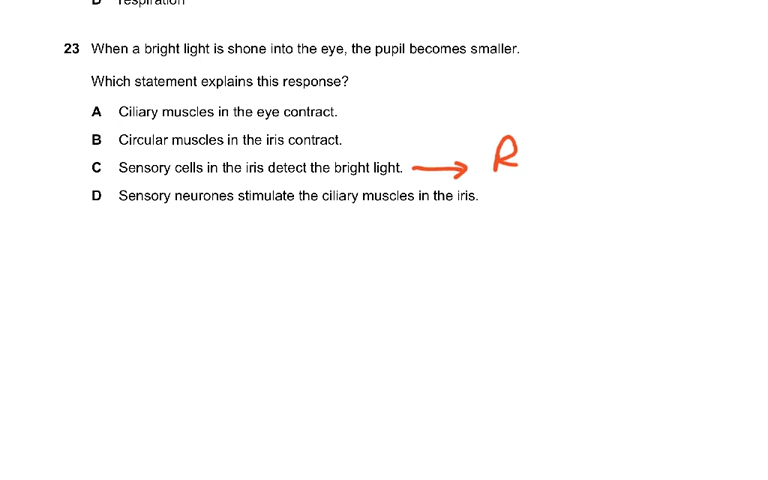 D respiration
23 When a bright light is shone into the eye, the pupil becomes smaller.
Which statement explains this response?
A Ciliary muscles in the eye contract.
B Circular muscles in the iris contract.
C Sensory cells in the iris detect the bright light. → R
D Sensory neurones stimulate the ciliary muscles in the iris.